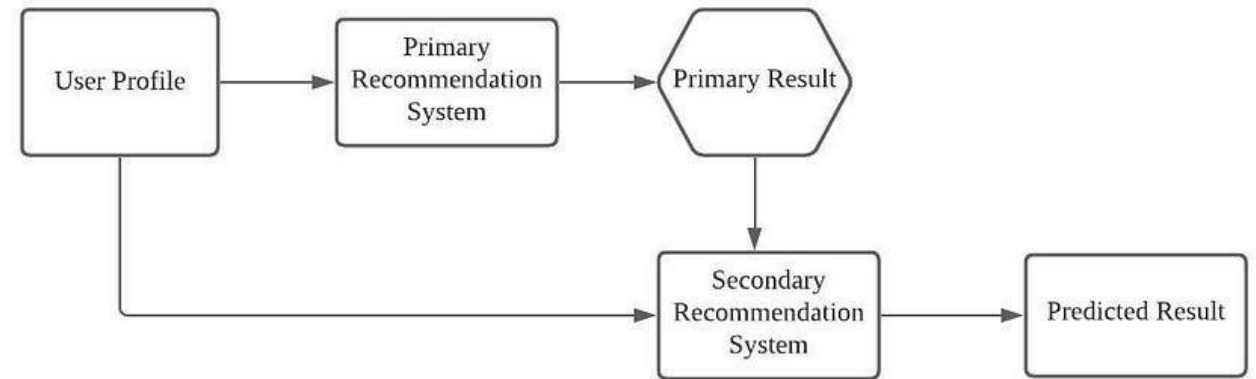 User Profile
Primary
Recommendation
System
Primary Result
Secondary
Recommendation
System
Predicted Result